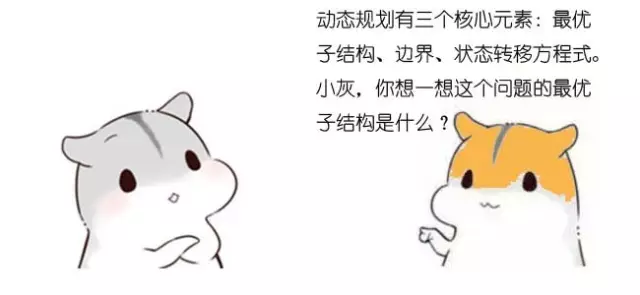 动态规划有三个核心元素：最优
子结构、边界、状态转移方程式。
小灰，你想一想这个问题的最优
子结构是什么？